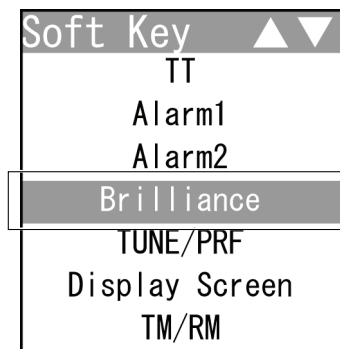 Soft Key ▲▼
TT
Alarm1
Alarm2
Brilliance
TUNE/PRF
Display Screen
TM/RM